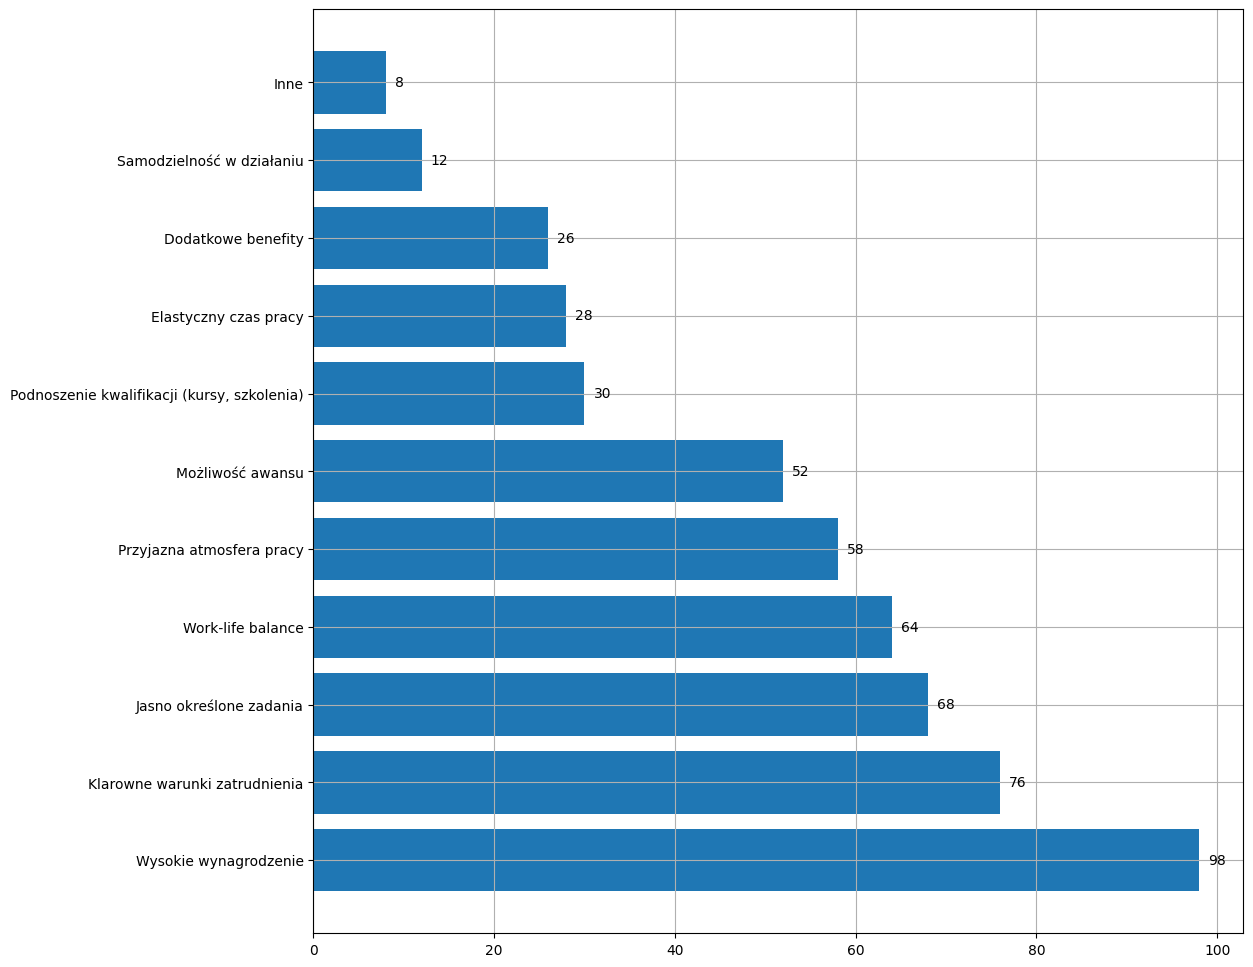 Inne 8
Samodzielność w działaniu 12
Dodatkowe benefity 26
Elastyczny czas pracy 28
Podnoszenie kwalifikacji (kursy, szkolenia) 30
Możliwość awansu 52
Przyjazna atmosfera pracy 58
Work-life balance 64
Jasno określone zadania 68
Klarowne warunki zatrudnienia 76
Wysokie wynagrodzenie 98
0 20 40 60 80 100